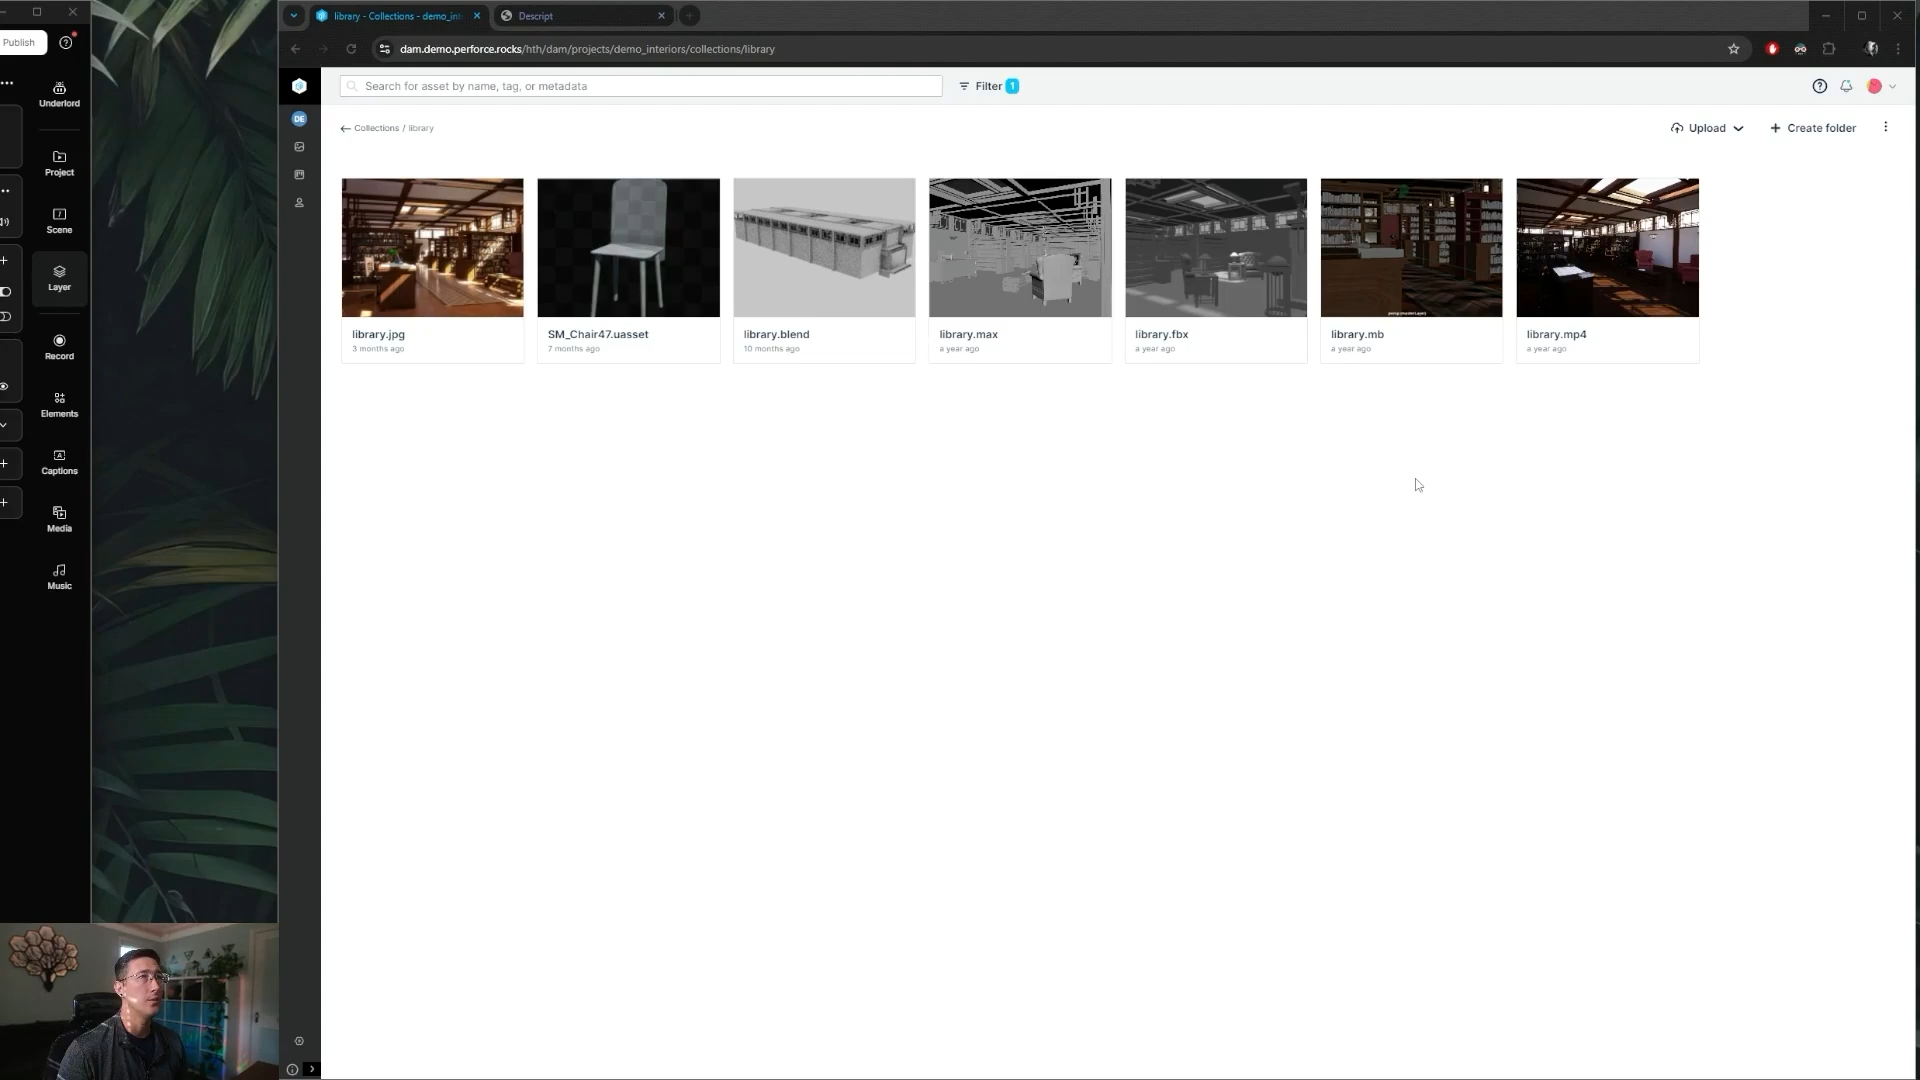 library - Collections - demo_int
Descript
Publish
dam.demo.perforce.rocks/hth/dam/projects/demo_interiors/collections/library
Search for asset by name, tag, or metadata
Filter 1
Underlord
DE
Collections / library
Upload
Create folder
Project
Scene
Layer
Record
Elements
Captions
Media
Music
library.jpg
3 months ago
SM_Chair47.uasset
7 months ago
library.blend
10 months ago
library.max
a year ago
library.fbx
a year ago
library.mb
a year ago
library.mp4
a year ago